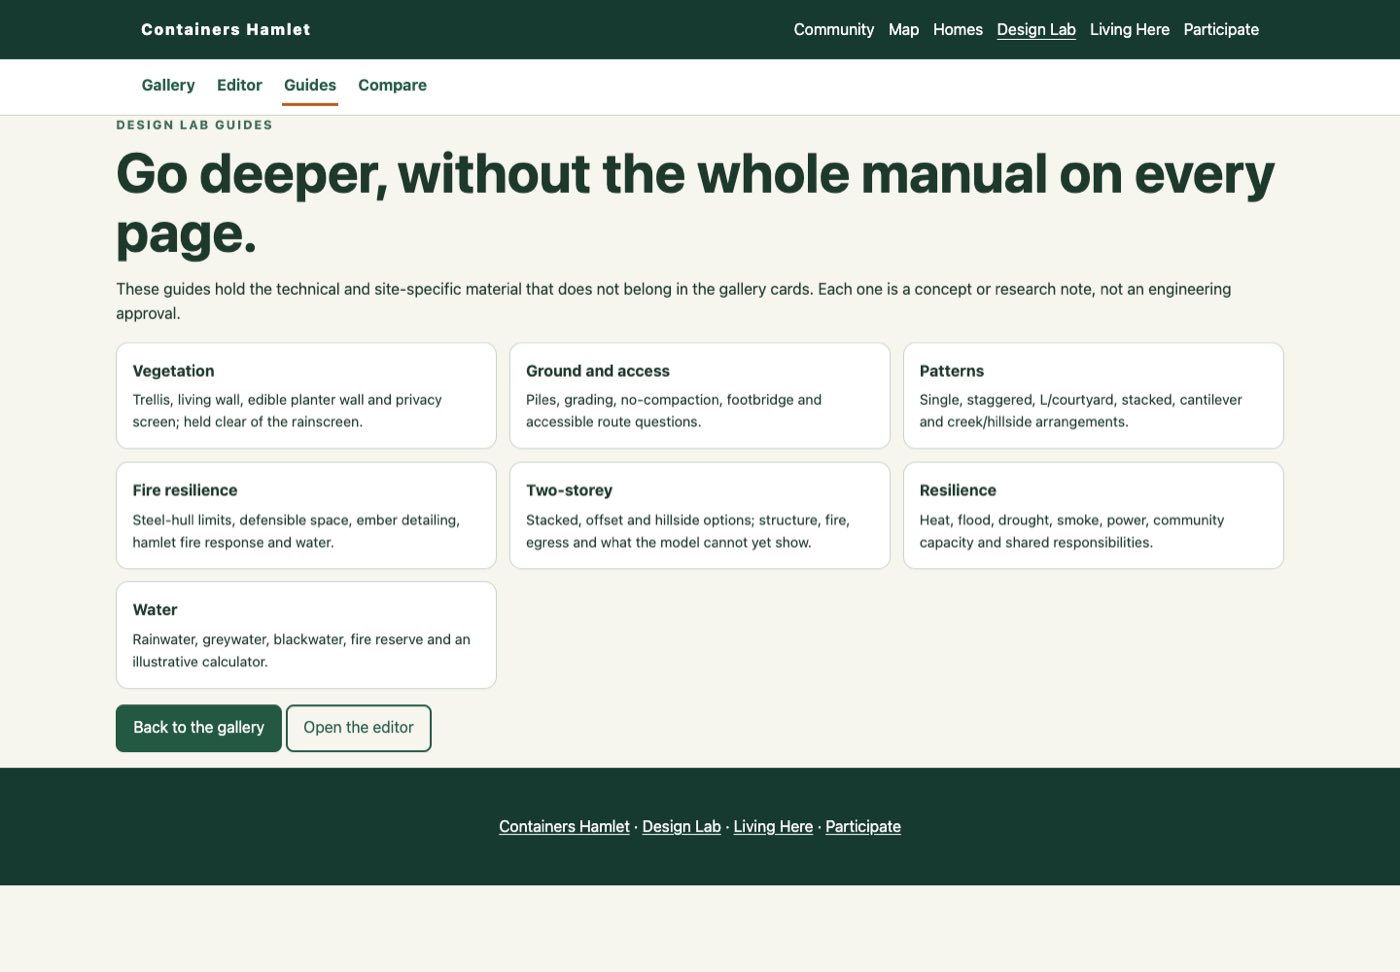 Containers Hamlet
Community Map Homes Design Lab Living Here Participate
Gallery Editor Guides Compare
DESIGN LAB GUIDES
Go deeper, without the whole manual on every
page.
These guides hold the technical and site-specific material that does not belong in the gallery cards. Each one is a concept or research note, not an engineering
approval.
Vegetation
Trellis, living wall, edible planter wall and privacy
screen; held clear of the rainscreen.
Ground and access
Piles, grading, no-compaction, footbridge and
accessible route questions.
Patterns
Single, staggered, L/courtyard, stacked, cantilever
and creek/hillside arrangements.
Fire resilience
Steel-hull limits, defensible space, ember detailing,
hamlet fire response and water.
Two-storey
Stacked, offset and hillside options; structure, fire,
egress and what the model cannot yet show.
Resilience
Heat, flood, drought, smoke, power, community
capacity and shared responsibilities.
Water
Rainwater, greywater, blackwater, fire reserve and an
illustrative calculator.
Back to the gallery Open the editor
Containers Hamlet · Design Lab · Living Here · Participate